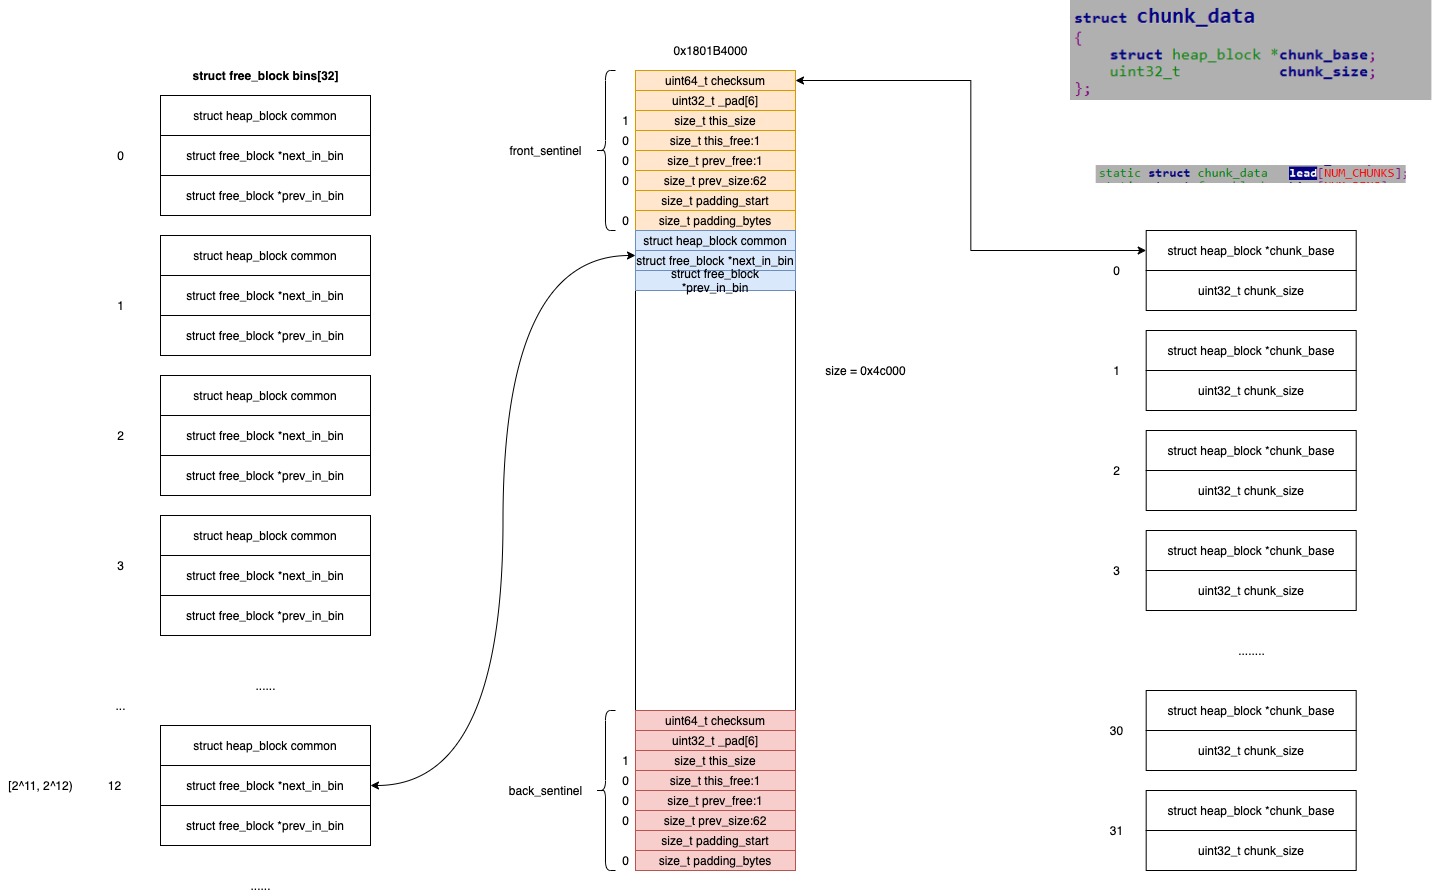 struct chunk_data
{
struct heap_block *chunk_base;
uint32_t chunk_size;
};
static struct chunk_data lead[NUM_CHUNKS];
struct free_block bins[32]
0
struct heap_block common
struct free_block *next_in_bin
struct free_block *prev_in_bin
1
struct heap_block common
struct free_block *next_in_bin
struct free_block *prev_in_bin
2
struct heap_block common
struct free_block *next_in_bin
struct free_block *prev_in_bin
3
struct heap_block common
struct free_block *next_in_bin
struct free_block *prev_in_bin
......
...
[2^11, 2^12)
12
struct heap_block common
struct free_block *next_in_bin
struct free_block *prev_in_bin
......
0x1801B4000
front_sentinel
uint64_t checksum
uint32_t _pad[6]
1 size_t this_size
0 size_t this_free:1
0 size_t prev_free:1
0 size_t prev_size:62
size_t padding_start
0 size_t padding_bytes
struct heap_block common
struct free_block *next_in_bin
struct free_block
*prev_in_bin
size = 0x4c000
back_sentinel
uint64_t checksum
uint32_t _pad[6]
1 size_t this_size
0 size_t this_free:1
0 size_t prev_free:1
0 size_t prev_size:62
size_t padding_start
0 size_t padding_bytes
0
struct heap_block *chunk_base
uint32_t chunk_size
1
struct heap_block *chunk_base
uint32_t chunk_size
2
struct heap_block *chunk_base
uint32_t chunk_size
3
struct heap_block *chunk_base
uint32_t chunk_size
........
30
struct heap_block *chunk_base
uint32_t chunk_size
31
struct heap_block *chunk_base
uint32_t chunk_size